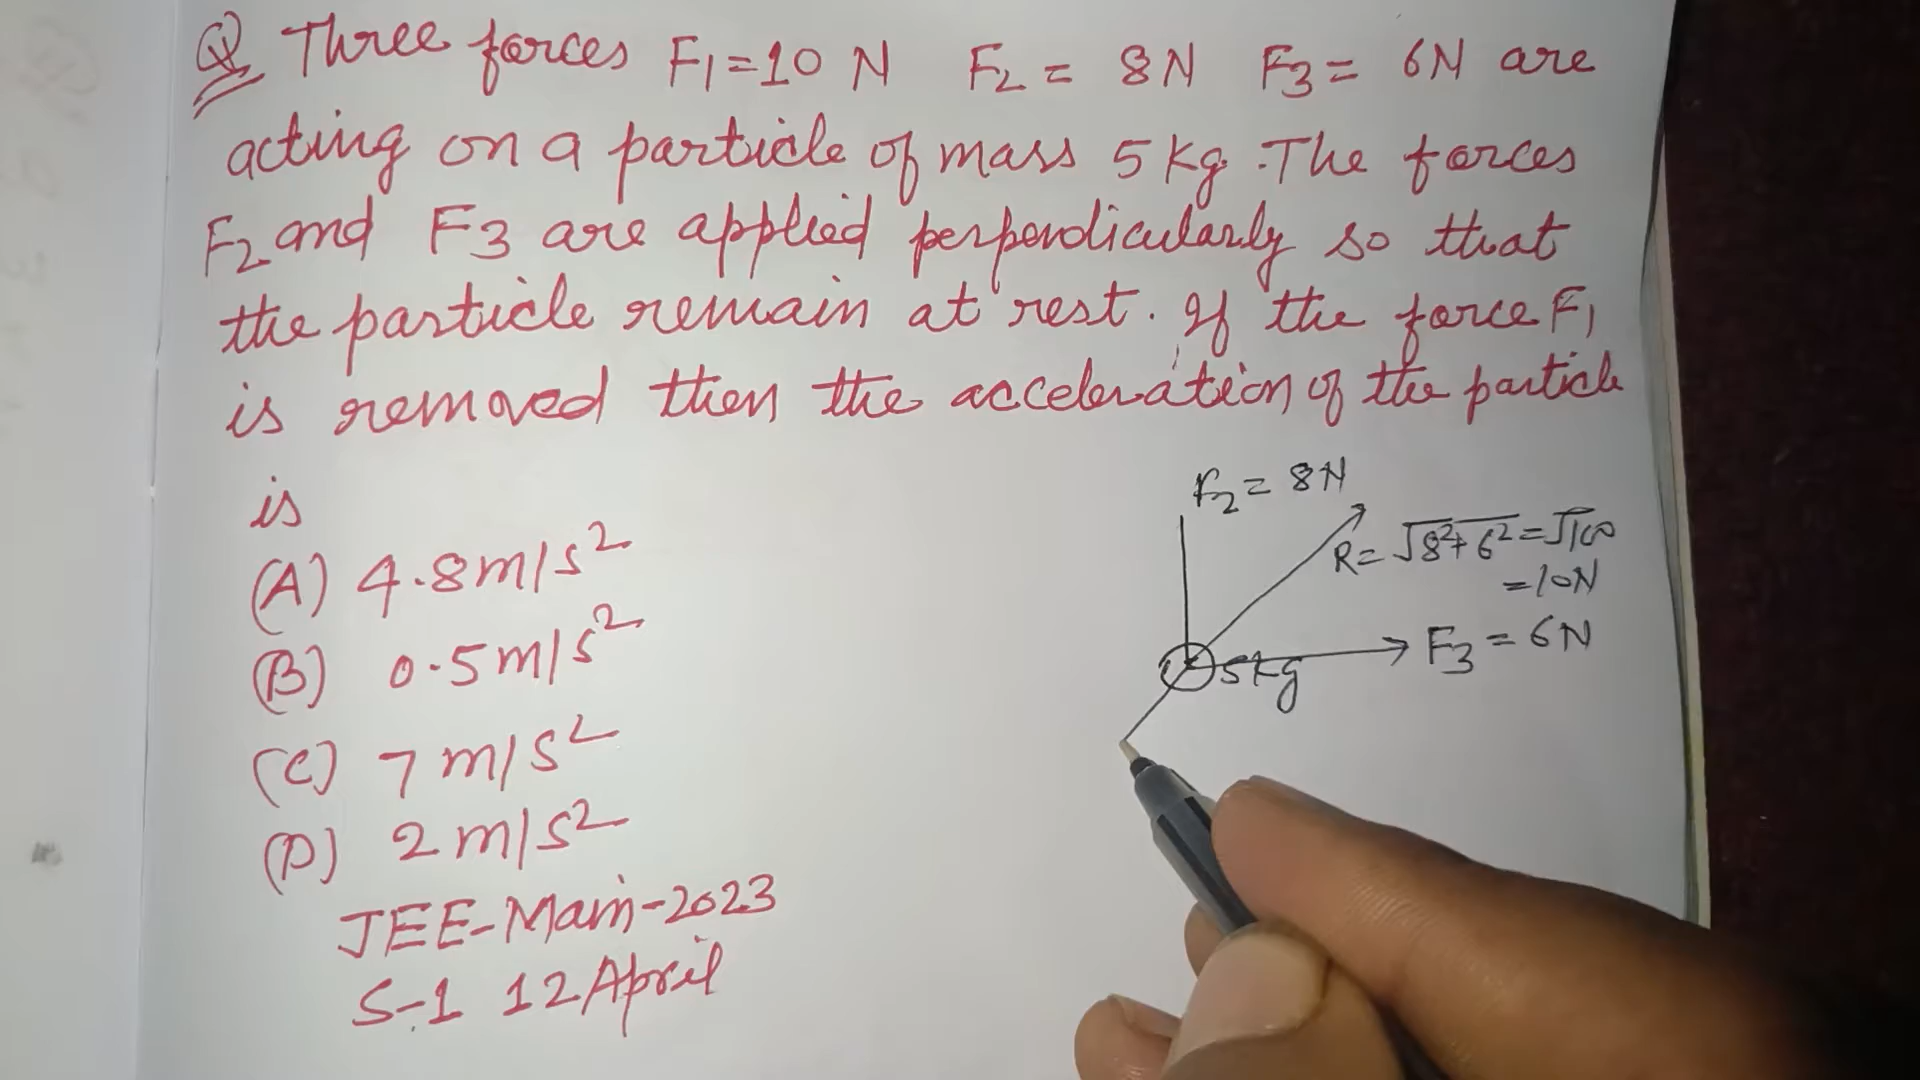 Q Three forces F1=10 N F2 = 8N F3 = 6N are
acting on a particle of mass 5 kg. The forces
F2 and F3 are applied perpendicularly so that
the particle remain at rest. If the force F1
is removed then the acceleration of the particle
is
(A) 4.8 m/s²
(B) 0.5 m/s²
(C) 7 m/s²
(D) 2 m/s²
JEE-Main-2023
S-1 12 April
F2 = 8N
R = √8²+6² = √100
= 10N
F3 = 6N
5kg